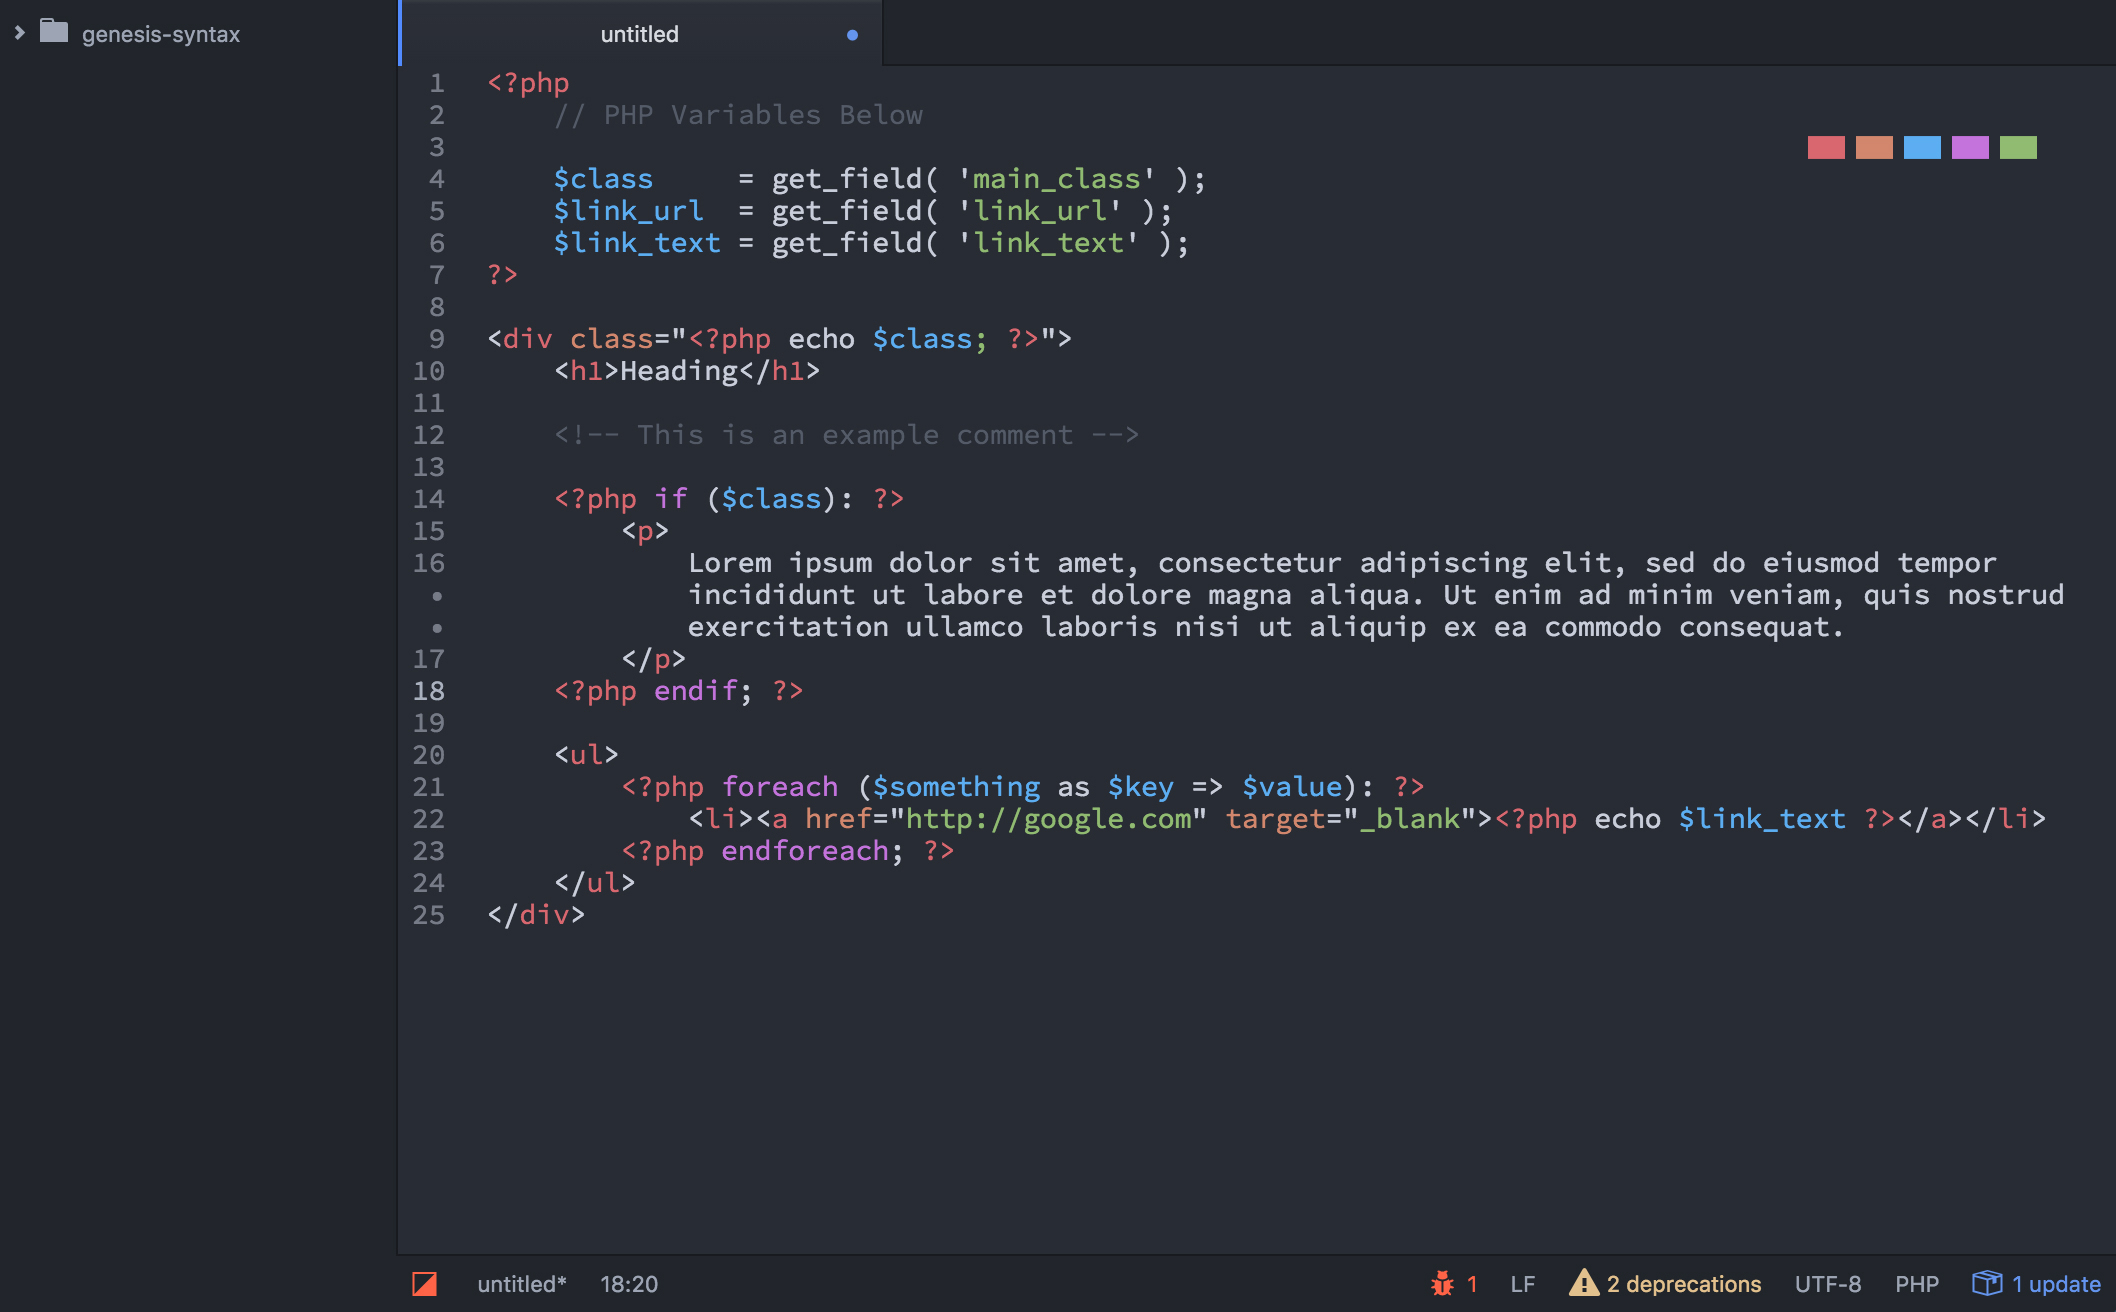 genesis-syntax
untitled
1 <?php
2     // PHP Variables Below
3
4     $class     = get_field( 'main_class' );
5     $link_url  = get_field( 'link_url' );
6     $link_text = get_field( 'link_text' );
7 ?>
8
9 <div class="<?php echo $class; ?>">
10     <h1>Heading</h1>
11
12     <!-- This is an example comment -->
13
14     <?php if ($class): ?>
15         <p>
16             Lorem ipsum dolor sit amet, consectetur adipiscing elit, sed do eiusmod tempor
•             incididunt ut labore et dolore magna aliqua. Ut enim ad minim veniam, quis nostrud
•             exercitation ullamco laboris nisi ut aliquip ex ea commodo consequat.
17         </p>
18     <?php endif; ?>
19
20     <ul>
21         <?php foreach ($something as $key => $value): ?>
22             <li><a href="http://google.com" target="_blank"><?php echo $link_text ?></a></li>
23         <?php endforeach; ?>
24     </ul>
25 </div>
untitled* 18:20 1 LF 2 deprecations UTF-8 PHP 1 update